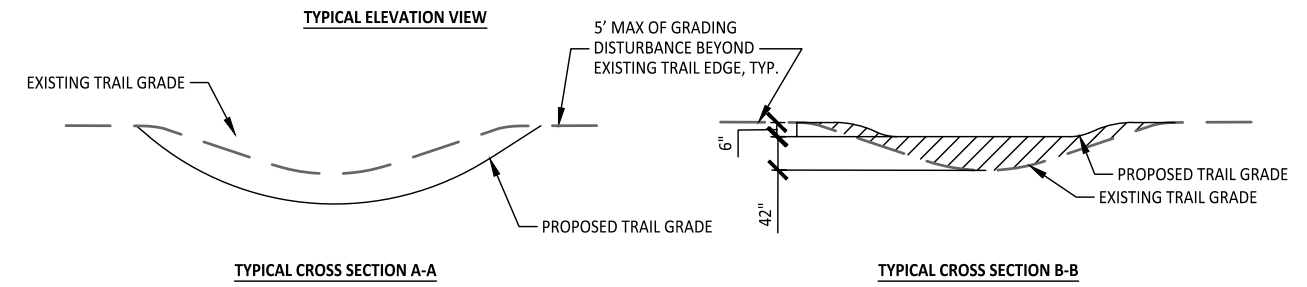 TYPICAL ELEVATION VIEW
5' MAX OF GRADING
DISTURBANCE BEYOND
EXISTING TRAIL EDGE, TYP.
EXISTING TRAIL GRADE
6"
PROPOSED TRAIL GRADE
EXISTING TRAIL GRADE
42"
PROPOSED TRAIL GRADE
TYPICAL CROSS SECTION A-A
TYPICAL CROSS SECTION B-B